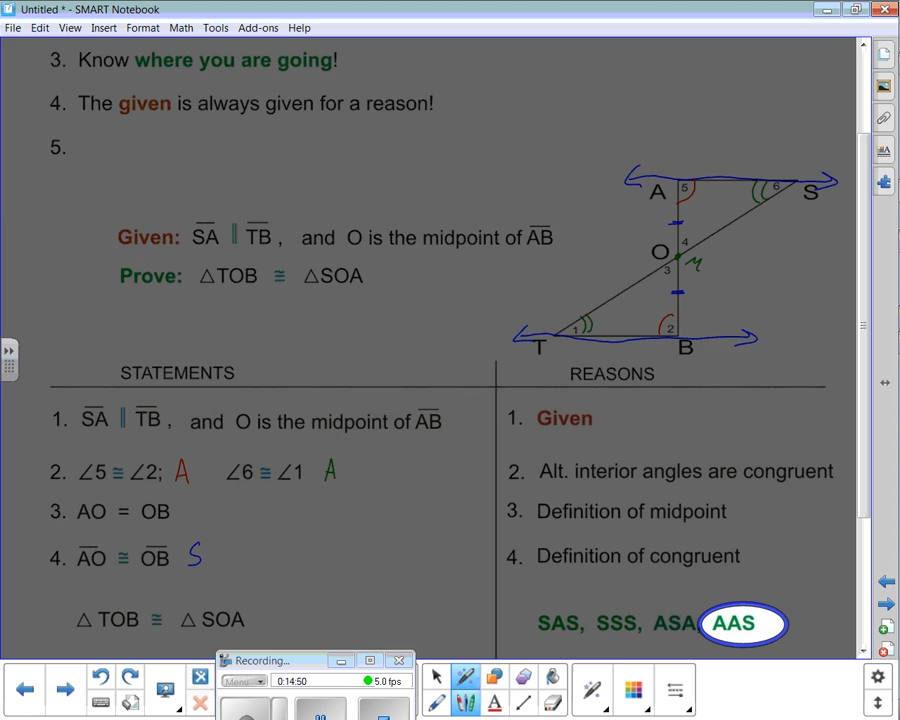 Untitled * - SMART Notebook
File Edit View Insert Format Math Tools Add-ons Help
3. Know where you are going!
4. The given is always given for a reason!
5.
A 5 6 S
Given: SA ∥ TB , and O is the midpoint of AB
O 4
3 M
Prove: △TOB ≅ △SOA
1 2
T B
STATEMENTS REASONS
1. SA ∥ TB , and O is the midpoint of AB 1. Given
2. ∠5 ≅ ∠2; A ∠6 ≅ ∠1 A 2. Alt. interior angles are congruent
3. AO = OB 3. Definition of midpoint
4. AO ≅ OB S 4. Definition of congruent
△ TOB ≅ △ SOA SAS, SSS, ASA, AAS
Recording...
Menu 0:14:50 5.0 fps